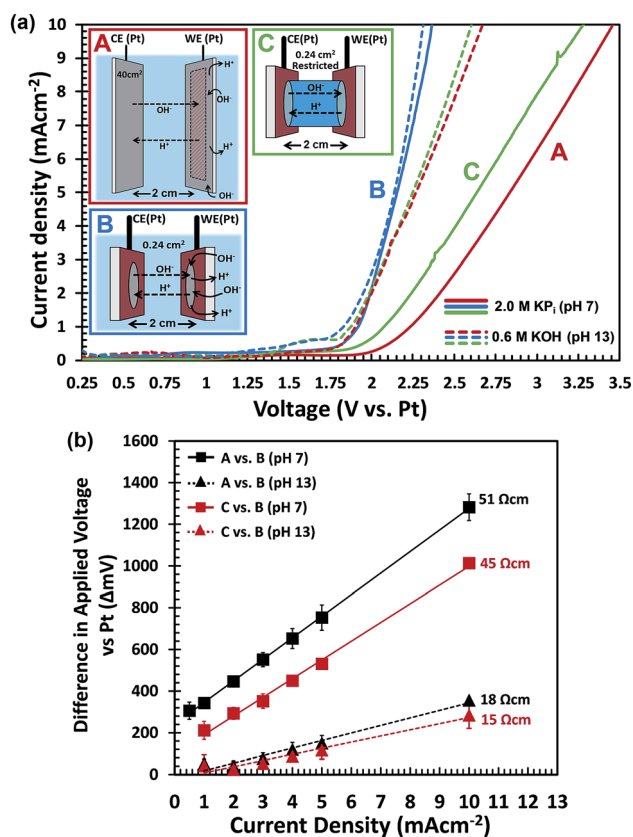 (a)
Current density (mAcm⁻²)
10
9
8
7
6
5
4
3
2
1
0
0.25 0.5 0.75 1 1.25 1.5 1.75 2 2.25 2.5 2.75 3 3.25 3.5
Voltage (V vs. Pt)
A
CE (Pt) WE (Pt)
40cm²
H⁺
OH⁻
OH⁻
H⁺
H⁺
OH⁻
2 cm
B
CE(Pt) WE(Pt)
0.24 cm²
OH⁻
H⁺
OH⁻
H⁺
H⁺
2 cm
C
CE(Pt) WE(Pt)
0.24 cm²
Restricted
OH⁻
H⁺
2 cm
B
C
A
2.0 M KPᵢ (pH 7)
0.6 M KOH (pH 13)
(b)
Difference in Applied Voltage
vs Pt (ΔmV)
1600
1400
1200
1000
800
600
400
200
0
A vs. B (pH 7)
A vs. B (pH 13)
C vs. B (pH 7)
C vs. B (pH 13)
51 Ωcm
45 Ωcm
18 Ωcm
15 Ωcm
0 1 2 3 4 5 6 7 8 9 10 11 12 13
Current Density (mAcm⁻²)